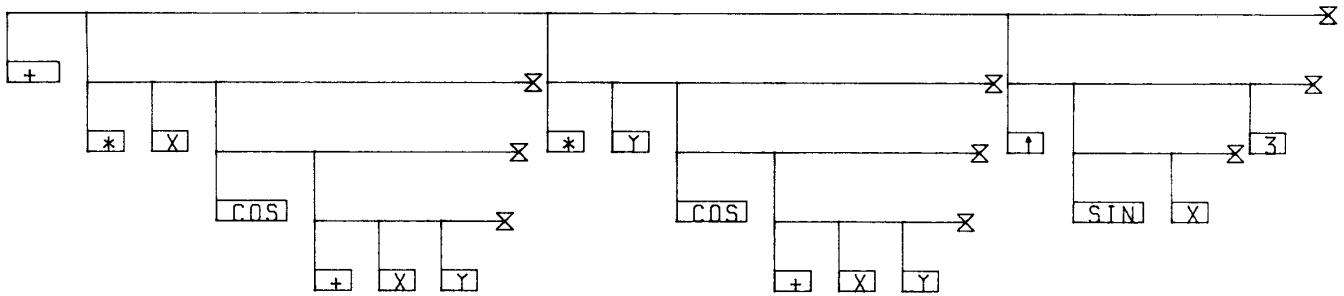 +
* X * Y ↑ 3
COS COS SIN X
+ X Y + X Y